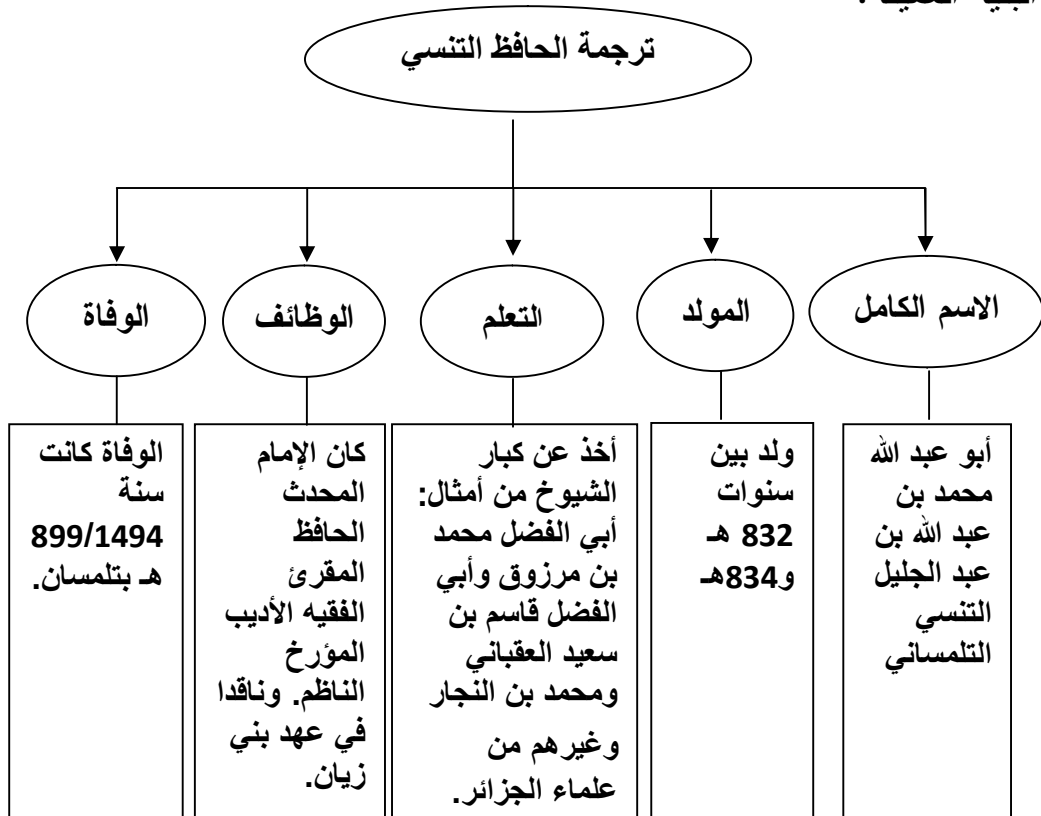 ترجمة الحافظ التنسي
الاسم الكامل
المولد
التعلم
الوظائف
الوفاة
أبو عبد الله
محمد بن
عبد الله بن
عبد الجليل
التنسي
التلمساني
ولد بين
سنوات
832 هـ
و834هـ
أخذ عن كبار
الشيوخ من أمثال:
أبي الفضل محمد
بن مرزوق وأبي
الفضل قاسم بن
سعيد العقباني
ومحمد بن النجار
وغيرهم من
علماء الجزائر.
كان الإمام
المحدث
الحافظ
المقرئ
الفقيه الأديب
المؤرخ
الناظم. وناقدا
في عهد بني
زيان.
الوفاة كانت
سنة
899/1494
هـ بتلمسان.